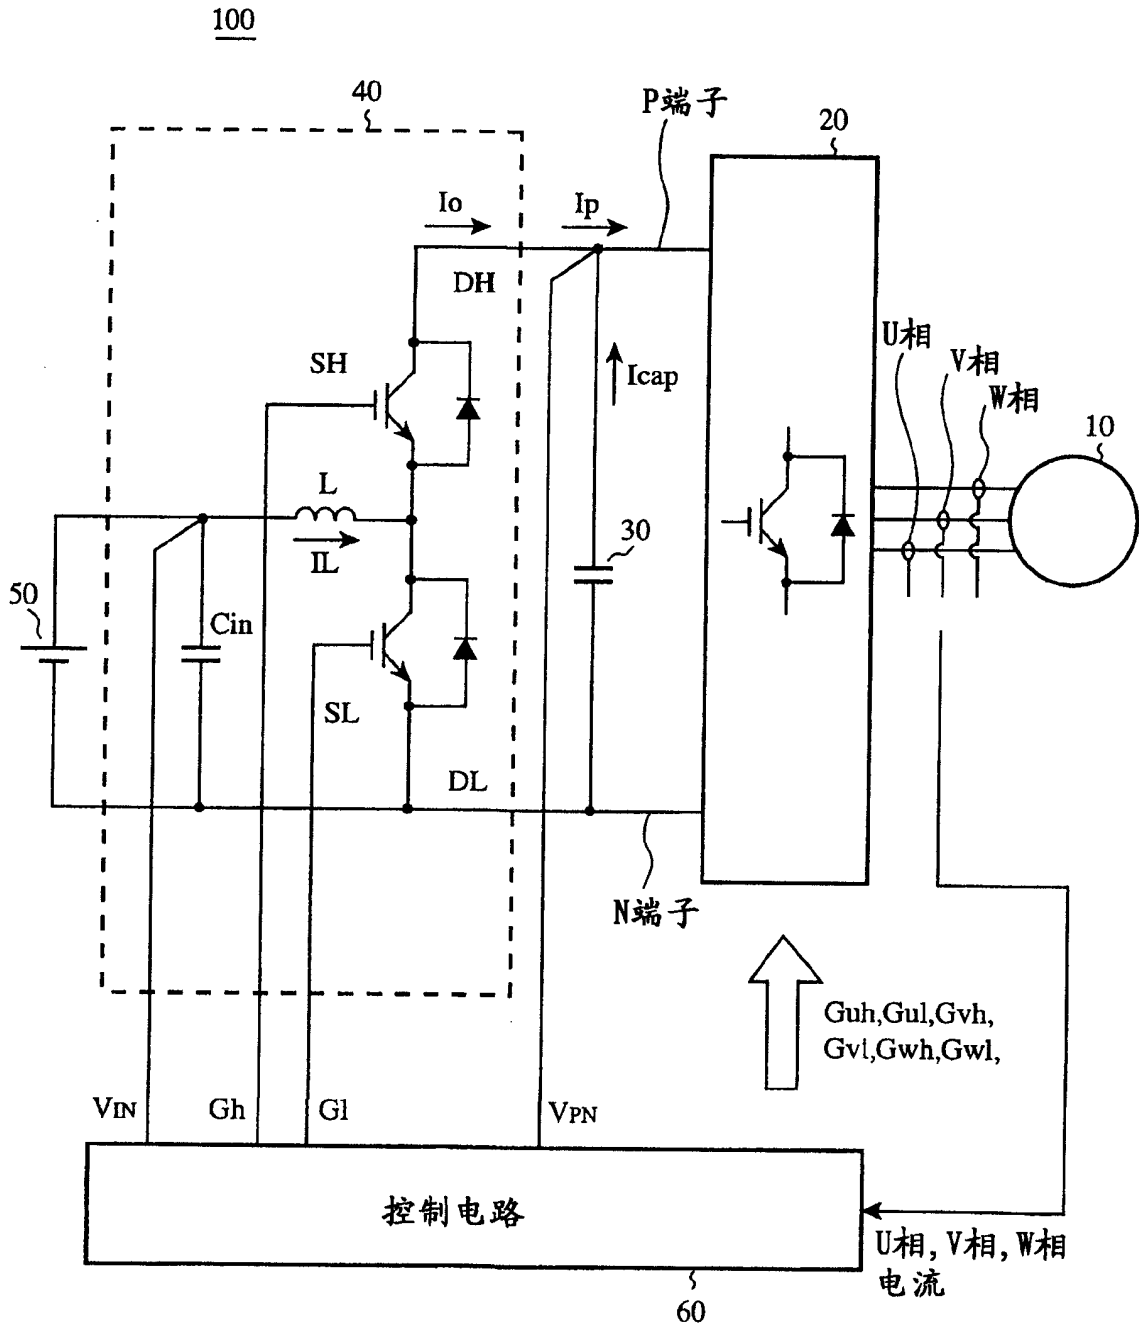 100
40
P端子
20
Io
Ip
DH
U相
SH
V相
Icap
W相
10
L
IL
30
50
Cin
SL
DL
N端子
Guh,Gul,Gvh,
Gvl,Gwh,Gwl,
VIN
Gh
Gl
VPN
控制电路
U相,V相,W相
电流
60